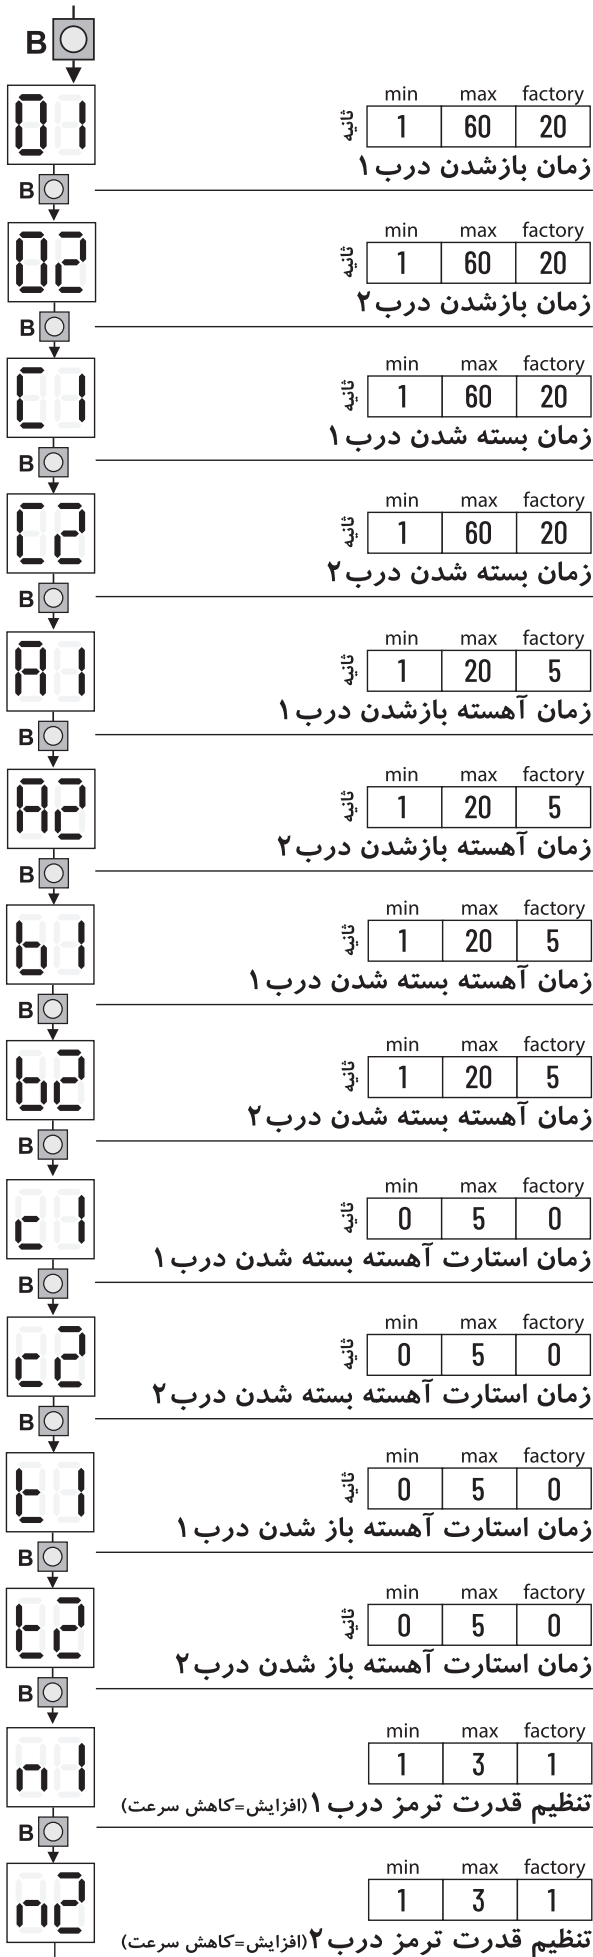 B
min max factory
01 ثانیه 1 60 20
زمان بازشدن درب ۱
B
min max factory
02 ثانیه 1 60 20
زمان بازشدن درب ۲
B
min max factory
C1 ثانیه 1 60 20
زمان بسته شدن درب ۱
B
min max factory
C2 ثانیه 1 60 20
زمان بسته شدن درب ۲
B
min max factory
A1 ثانیه 1 20 5
زمان آهسته بازشدن درب ۱
B
min max factory
A2 ثانیه 1 20 5
زمان آهسته بازشدن درب ۲
B
min max factory
b1 ثانیه 1 20 5
زمان آهسته بسته شدن درب ۱
B
min max factory
b2 ثانیه 1 20 5
زمان آهسته بسته شدن درب ۲
B
min max factory
c1 ثانیه 0 5 0
زمان استارت آهسته بسته شدن درب ۱
B
min max factory
c2 ثانیه 0 5 0
زمان استارت آهسته بسته شدن درب ۲
B
min max factory
t1 ثانیه 0 5 0
زمان استارت آهسته باز شدن درب ۱
B
min max factory
t2 ثانیه 0 5 0
زمان استارت آهسته باز شدن درب ۲
B
min max factory
n1 1 3 1
تنظیم قدرت ترمز درب ۱ (افزایش=کاهش سرعت)
B
min max factory
n2 1 3 1
تنظیم قدرت ترمز درب ۲ (افزایش=کاهش سرعت)